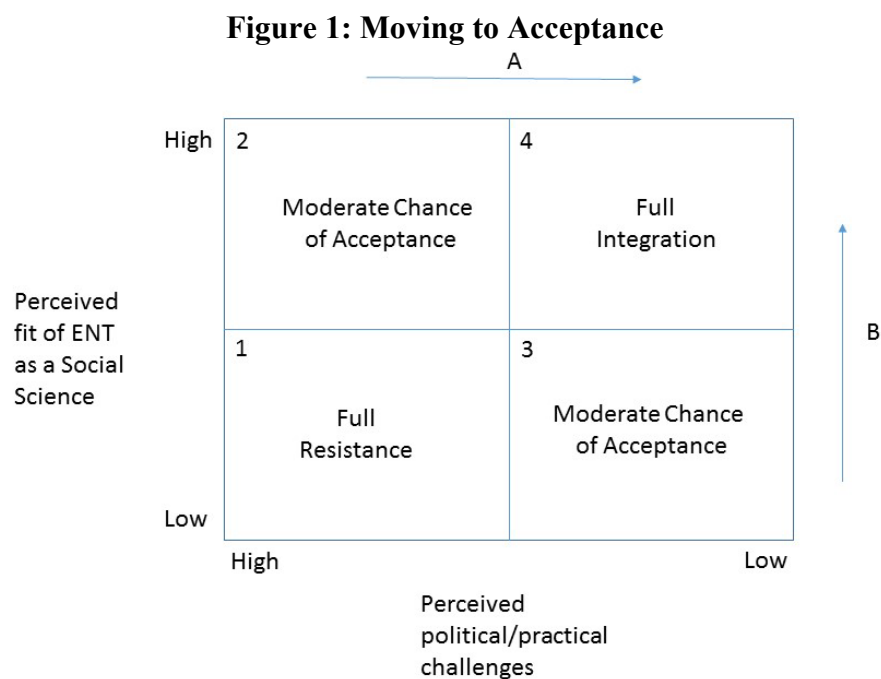 Figure 1: Moving to Acceptance
A
High
2
Moderate Chance
of Acceptance
4
Full
Integration
Perceived
fit of ENT
as a Social
Science
B
1
Full
Resistance
3
Moderate Chance
of Acceptance
Low
High
Low
Perceived
political/practical
challenges